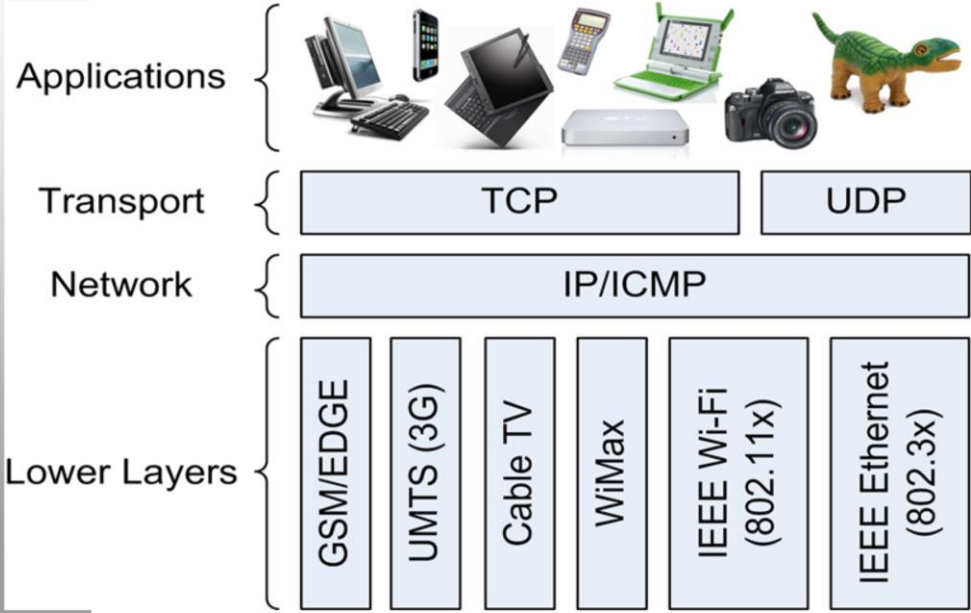 Applications
Transport
TCP
UDP
Network
IP/ICMP
Lower Layers
GSM/EDGE
UMTS (3G)
Cable TV
WiMax
IEEE Wi-Fi
(802.11x)
IEEE Ethernet
(802.3x)